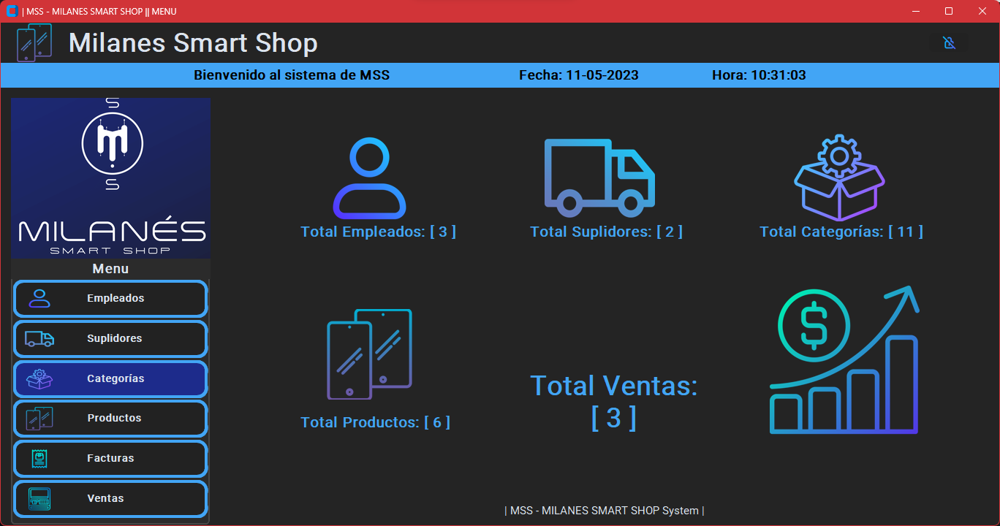 | MSS - MILANES SMART SHOP || MENU
Milanes Smart Shop
Bienvenido al sistema de MSS Fecha: 11-05-2023 Hora: 10:31:03
S
m
S
MILANÉS
SMART SHOP
Menu
Empleados
Suplidores
Categorías
Productos
Facturas
Ventas
Total Empleados: [ 3 ]
Total Suplidores: [ 2 ]
Total Categorías: [ 11 ]
Total Productos: [ 6 ]
Total Ventas:
[ 3 ]
$
| MSS - MILANES SMART SHOP System |